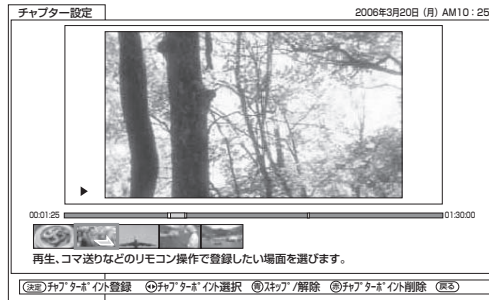 チャプター設定
2006年3月20日（月）AM10：25
00:01:25 01:30:00
再生、コマ送りなどのリモコン操作で登録したい場面を選びます。
決定 ﾁｬﾌﾟﾀｰﾎﾟｲﾝﾄ登録 ﾁｬﾌﾟﾀｰﾎﾟｲﾝﾄ選択 青 ｽｷｯﾌﾟ/解除 赤 ﾁｬﾌﾟﾀｰﾎﾟｲﾝﾄ削除 戻る